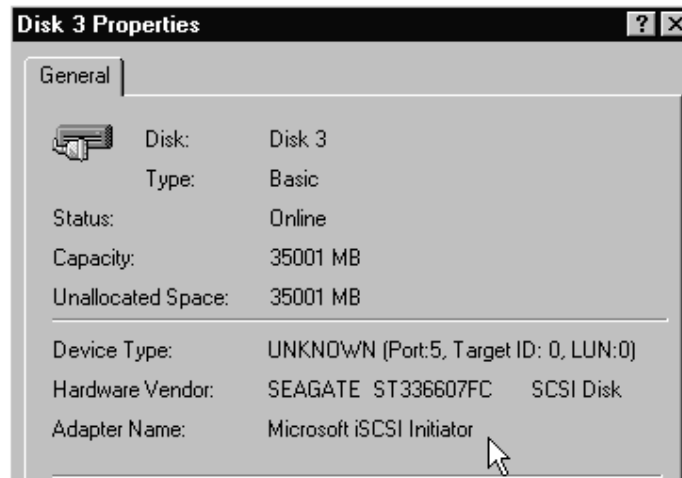 Disk 3 Properties
General
Disk: Disk 3
Type: Basic
Status: Online
Capacity: 35001 MB
Unallocated Space: 35001 MB
Device Type: UNKNOWN (Port:5, Target ID: 0, LUN:0)
Hardware Vendor: SEAGATE ST336607FC SCSI Disk
Adapter Name: Microsoft iSCSI Initiator